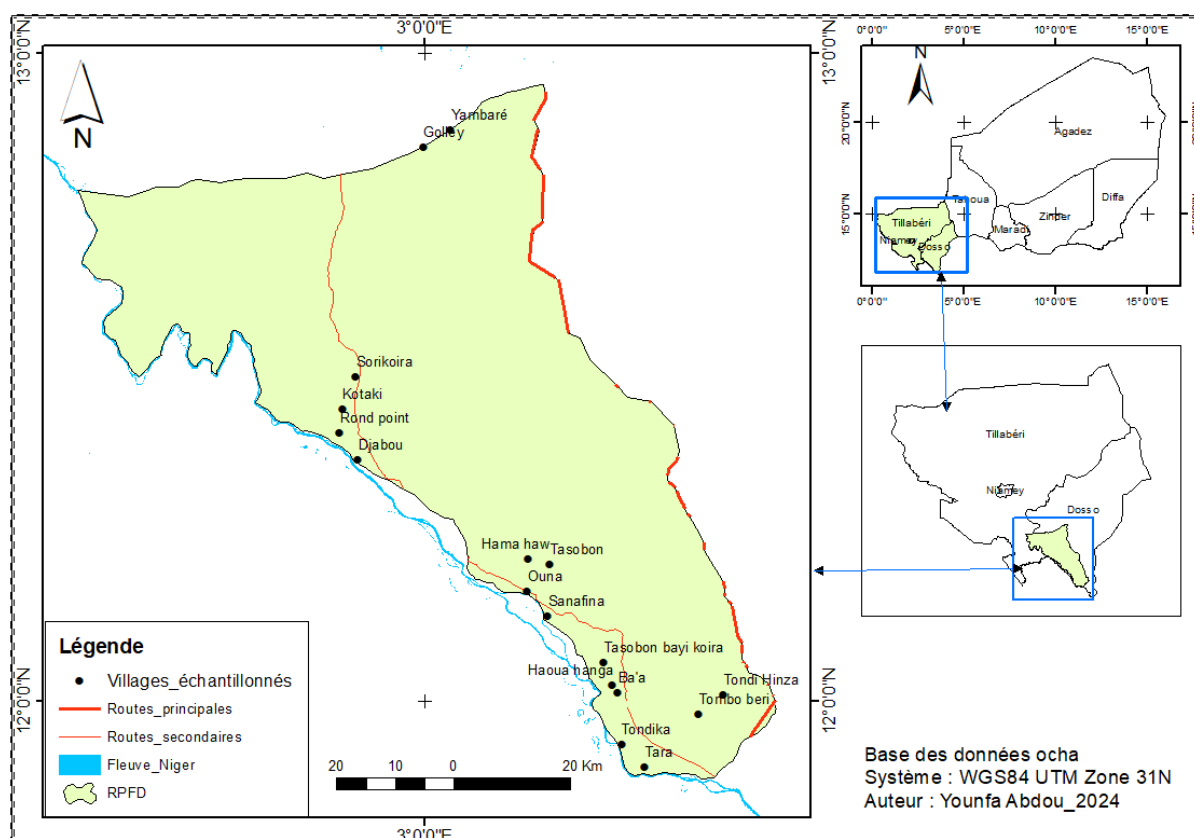 3°0'0"E
13°0'0"N
13°0'0"N
N
Yambaré
Golley
Sorikoira
Kotaki
Rond point
Djabou
Hama haw
Tasobon
Ouna
Sanafina
Tasobon bayi koira
Haoua hanga
Ba'a
Tondi Hinza
Tombo beri
Tondika
Tara
12°0'0"N
12°0'0"N
3°0'0"E
Légende
Villages_échantillonnés
Routes_principales
Routes_secondaires
Fleuve_Niger
RPFD
20 10 0 20 Km
0°0'0" 5°0'0"E 10°0'0"E 15°0'0"E
N
20°0'0"N
15°0'0"N
Agadez
Tahoua
Diffa
Zinder
Maradi
Tillabéri
Niamey
Dosso
0°0'0" 5°0'0"E 10°0'0"E 15°0'0"E
Tillabéri
Niamey
Dosso
Base des données ocha
Système : WGS84 UTM Zone 31N
Auteur : Younfa Abdou_2024